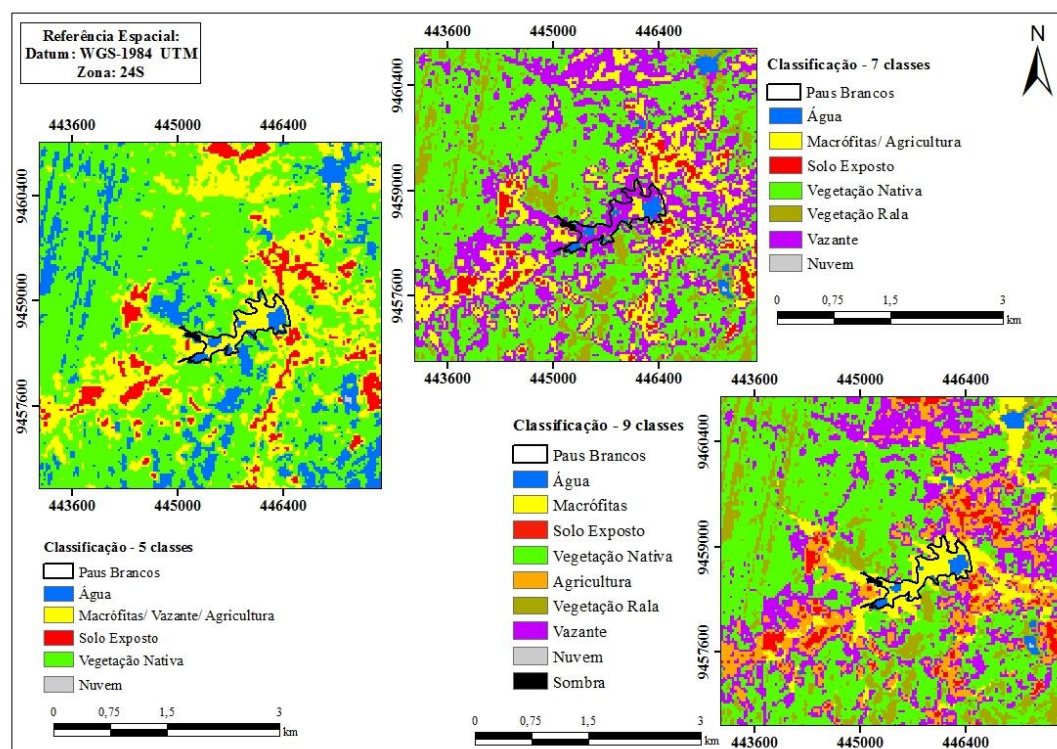 Referência Espacial:
Datum: WGS-1984 UTM
Zona: 24S
443600 445000 446400
9460400
9459000
9457600
Classificação - 5 classes
Paus Brancos
Água
Macrófitas/ Vazante/ Agricultura
Solo Exposto
Vegetação Nativa
Nuvem
0 0,75 1,5 3
km
443600 445000 446400
9460400
9459000
9457600
443600 445000 446400
N
Classificação - 7 classes
Paus Brancos
Água
Macrófitas/ Agricultura
Solo Exposto
Vegetação Nativa
Vegetação Rala
Vazante
Nuvem
0 0,75 1,5 3
km
Classificação - 9 classes
Paus Brancos
Água
Macrófitas
Solo Exposto
Vegetação Nativa
Agricultura
Vegetação Rala
Vazante
Nuvem
Sombra
0 0,75 1,5 3
km
443600 445000 446400
9460400
9459000
9457600
443600 445000 446400